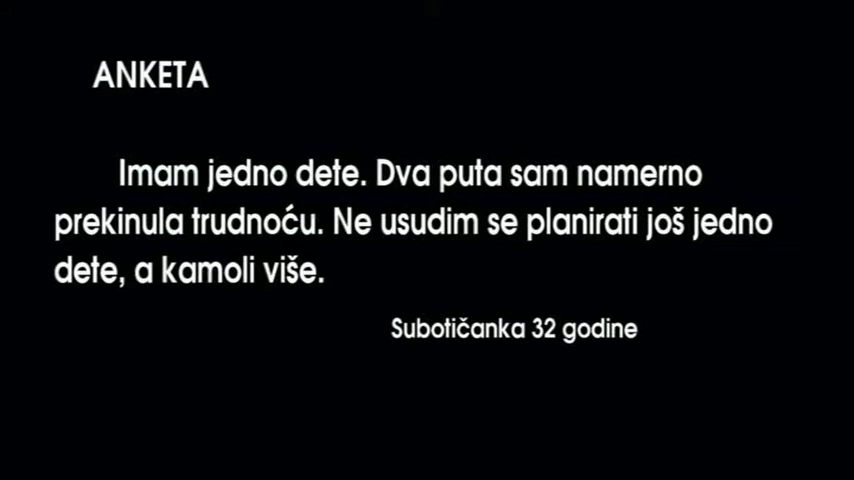 ANKETA
Imam jedno dete. Dva puta sam namerno
prekinula trudnoću. Ne usudim se planirati još jedno
dete, a kamoli više.
Subotičanka 32 godine